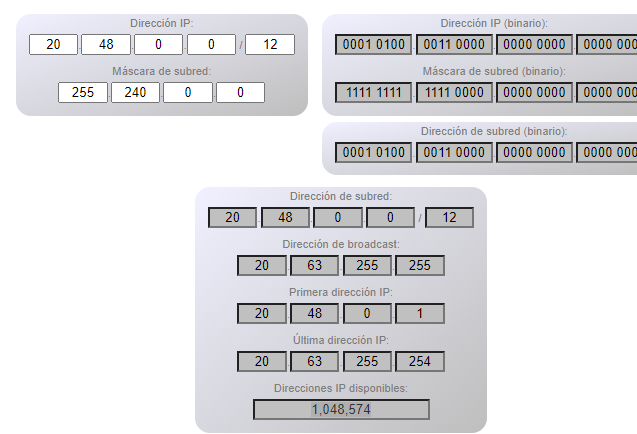 Dirección IP:
20 . 48 . 0 . 0 / 12
Máscara de subred:
255 . 240 . 0 . 0
Dirección IP (binario):
0001 0100 . 0011 0000 . 0000 0000 . 0000 000
Máscara de subred (binario):
1111 1111 . 1111 0000 . 0000 0000 . 0000 000
Dirección de subred (binario):
0001 0100 . 0011 0000 . 0000 0000 . 0000 000
Dirección de subred:
20 . 48 . 0 . 0 / 12
Dirección de broadcast:
20 . 63 . 255 . 255
Primera dirección IP:
20 . 48 . 0 . 1
Última dirección IP:
20 . 63 . 255 . 254
Direcciones IP disponibles:
1,048,574